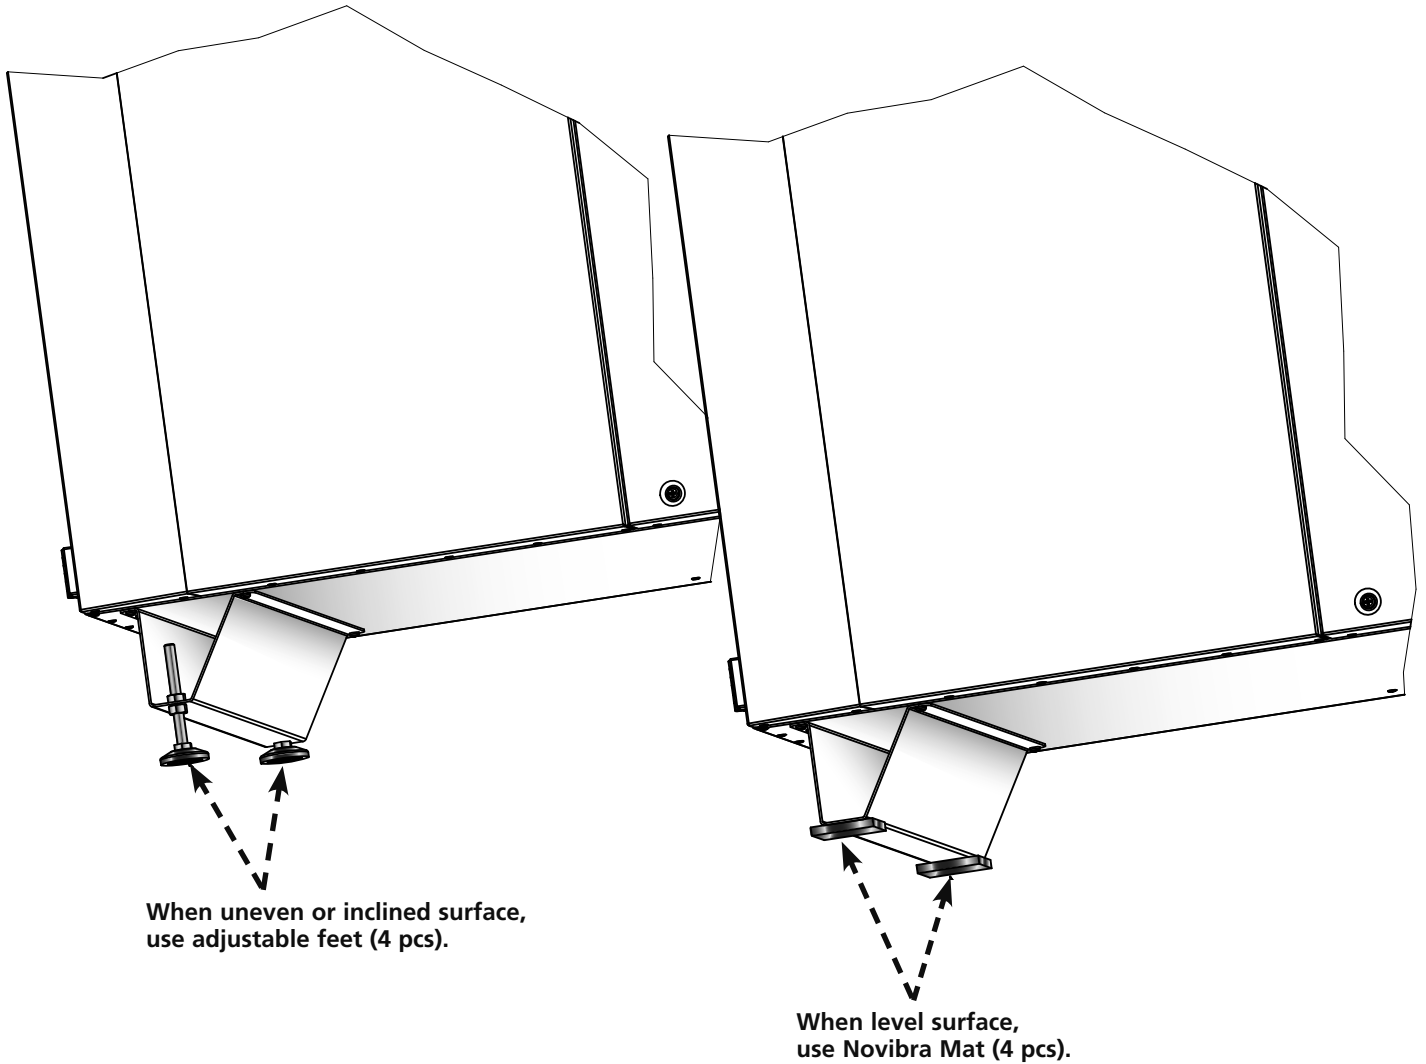 When uneven or inclined surface,
use adjustable feet (4 pcs).
When level surface,
use Novibra Mat (4 pcs).